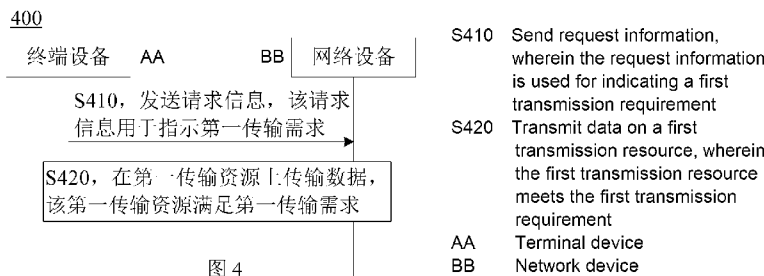 400
终端设备 AA BB 网络设备
S410，发送请求信息，该请求
信息用于指示第一传输需求
S420，在第一传输资源上传输数据，
该第一传输资源满足第一传输需求
图 4
S410 Send request information,
wherein the request information
is used for indicating a first
transmission requirement
S420 Transmit data on a first
transmission resource, wherein
the first transmission resource
meets the first transmission
requirement
AA Terminal device
BB Network device